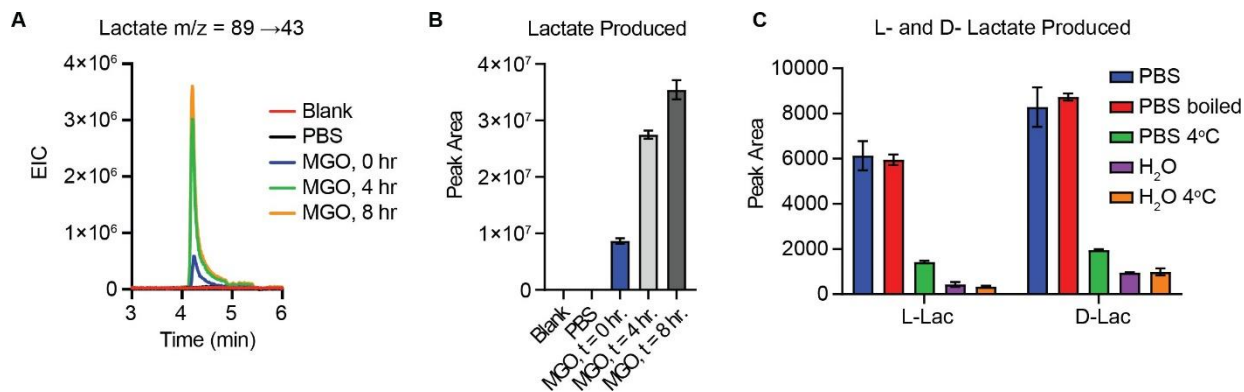 A
Lactate m/z = 89 →43
4×10⁶
3×10⁶
2×10⁶
1×10⁶
0
EIC
3
4
5
6
Time (min)
Blank
PBS
MGO, 0 hr
MGO, 4 hr
MGO, 8 hr
B
Lactate Produced
4×10⁷
3×10⁷
2×10⁷
1×10⁷
0
Peak Area
Blank
PBS
MGO, t = 0 hr.
MGO, t = 4 hr.
MGO, t = 8 hr.
C
L- and D- Lactate Produced
10000
8000
6000
4000
2000
0
Peak Area
L-Lac
D-Lac
PBS
PBS boiled
PBS 4°C
H₂O
H₂O 4°C